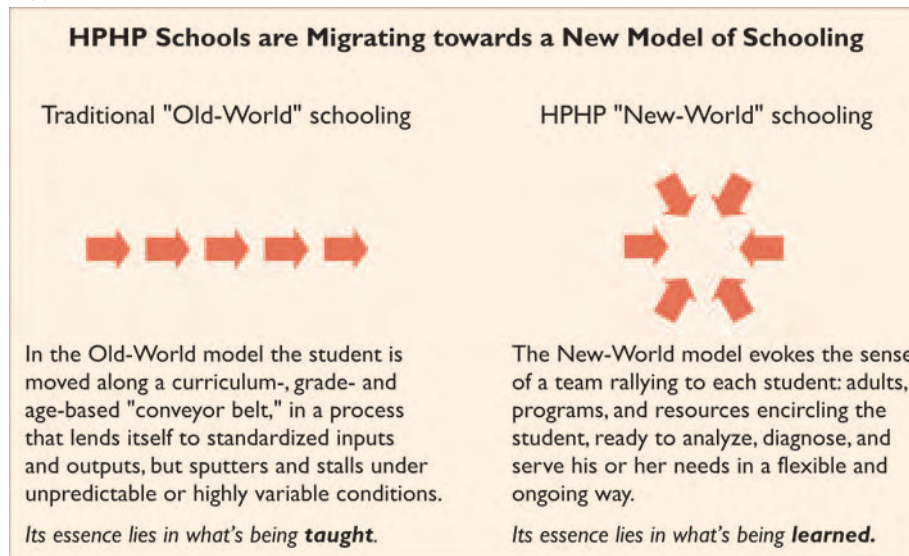 HPHP Schools are Migrating towards a New Model of Schooling
Traditional "Old-World" schooling
In the Old-World model the student is
moved along a curriculum-, grade- and
age-based "conveyor belt," in a process
that lends itself to standardized inputs
and outputs, but sputters and stalls under
unpredictable or highly variable conditions.
Its essence lies in what's being taught.
HPHP "New-World" schooling
The New-World model evokes the sense
of a team rallying to each student: adults,
programs, and resources encircling the
student, ready to analyze, diagnose, and
serve his or her needs in a flexible and
ongoing way.
Its essence lies in what's being learned.